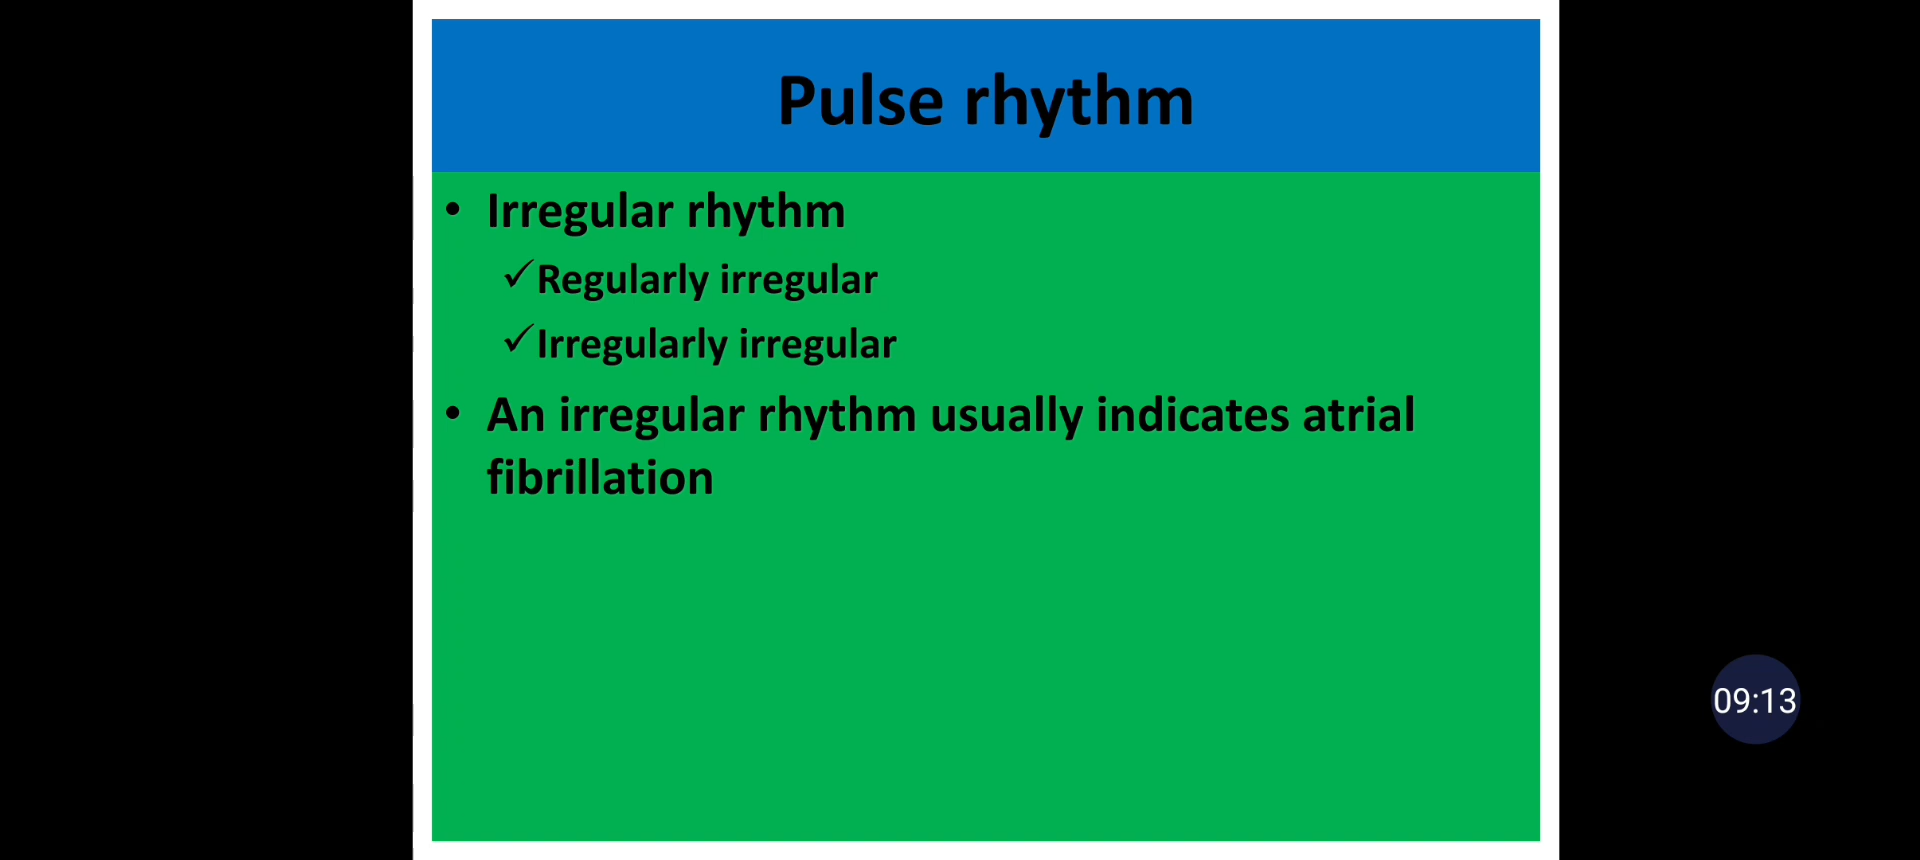 Pulse rhythm
• Irregular rhythm
✓Regularly irregular
✓Irregularly irregular
• An irregular rhythm usually indicates atrial
fibrillation
09:13